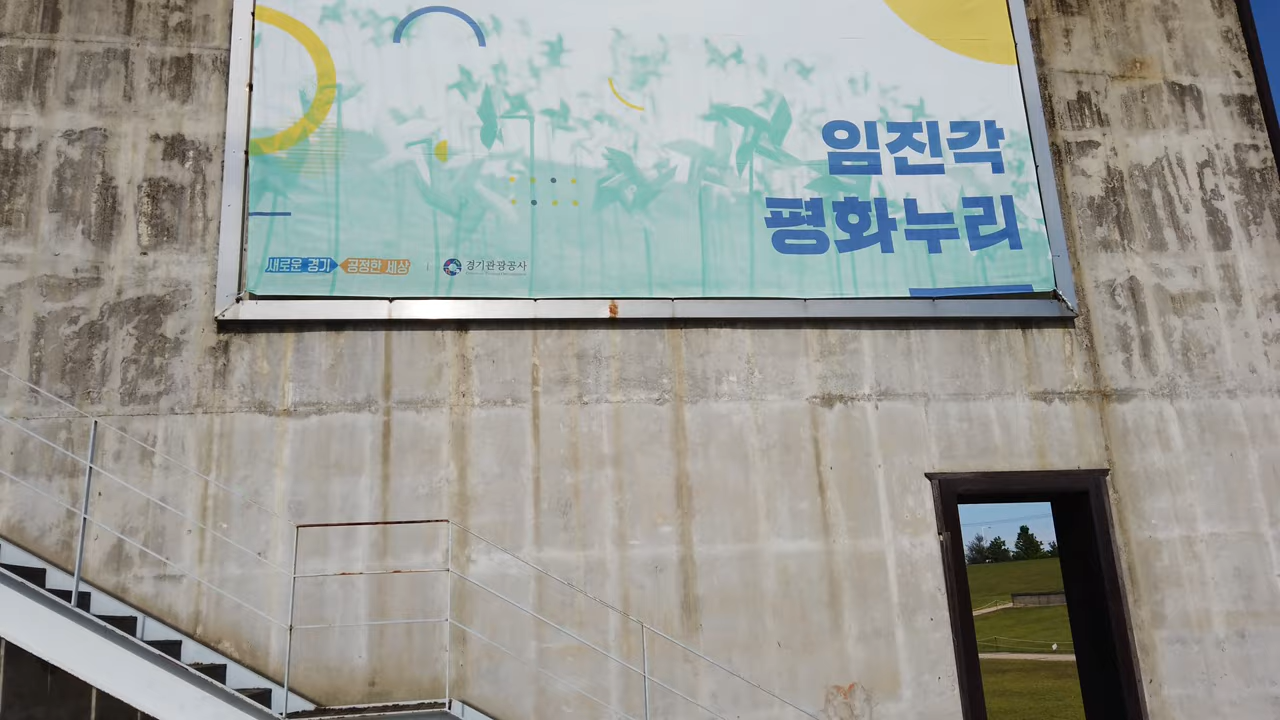 임진각
평화누리
새로운 경기 공정한 세상
경기관광공사